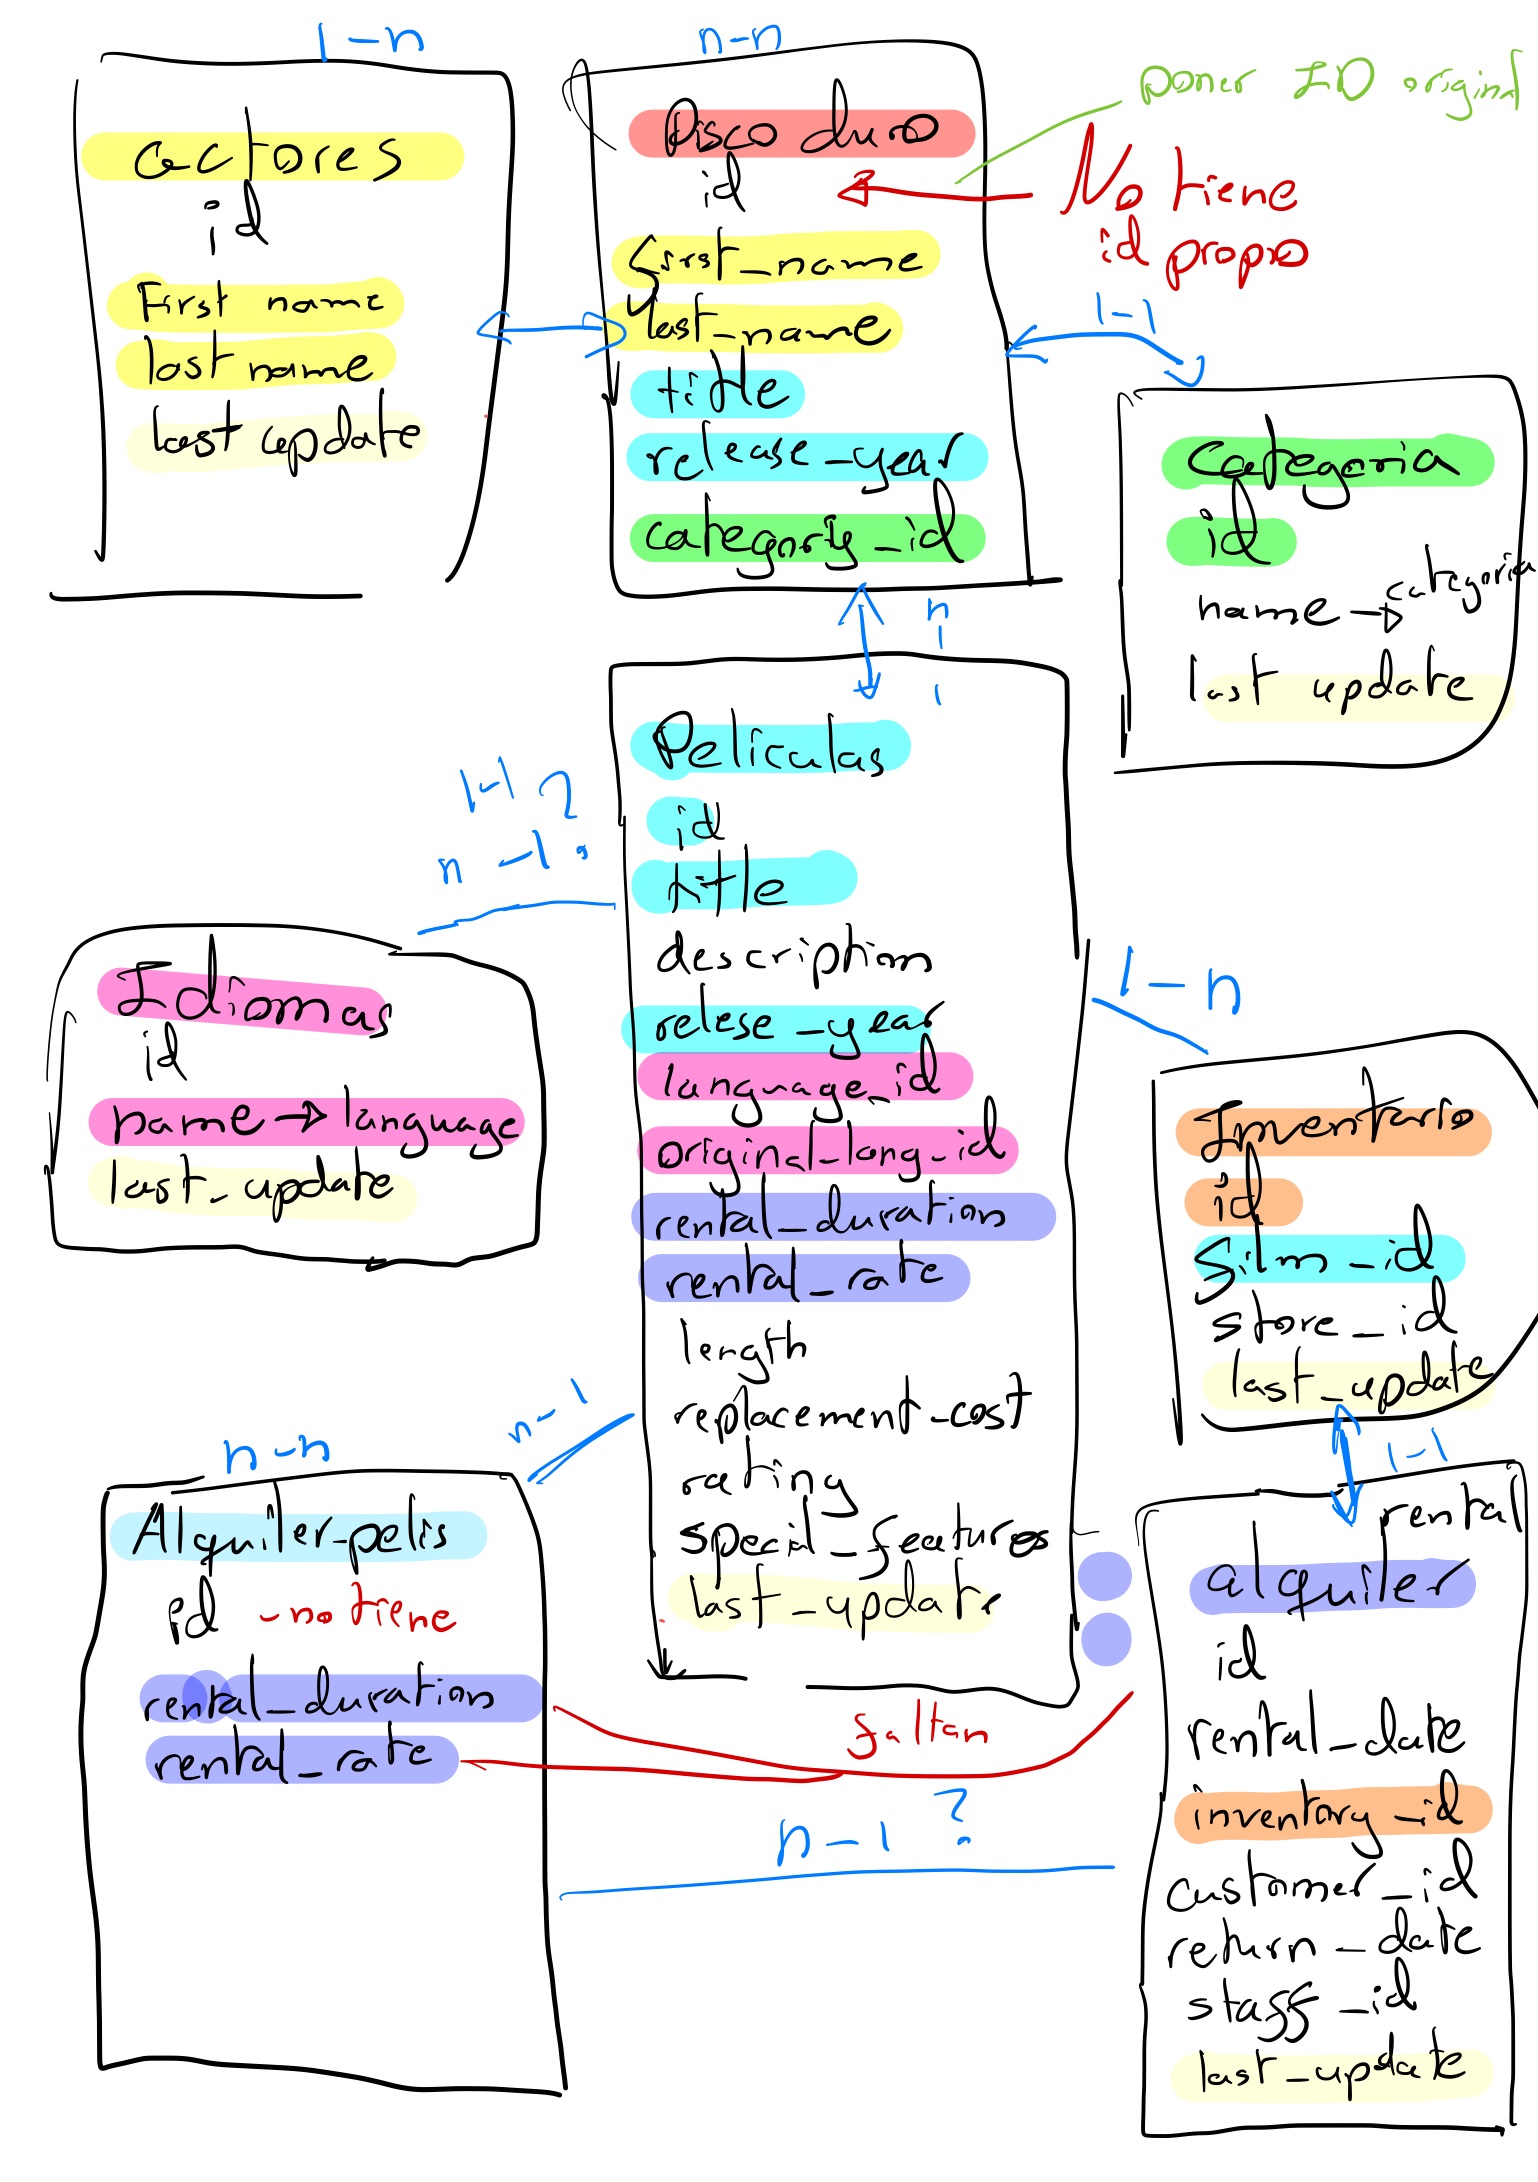 1-n
actores
id
First name
last name
last update
n-n
Disco duro
id
first_name
last_name
title
release_year
category_id
poner ID original
No tiene
id propio
1-1
Categoria
id
name → categoria
last update
n
1
Peliculas
id
title
description
relese_year
language_id
original_lang_id
rental_duration
rental_rate
length
replacement_cost
rating
special_features
last_update
1-1 ?
n-1
Idiomas
id
name → language
last_update
1-n
Inventario
id
film_id
store_id
last_update
1-1
n-1
n-n
Alquiler_pelis
id - no tiene
rental_duration
rental_rate
faltan
n-1 ?
rental
alquiler
id
rental_date
inventory_id
customer_id
return_date
staff_id
last_update